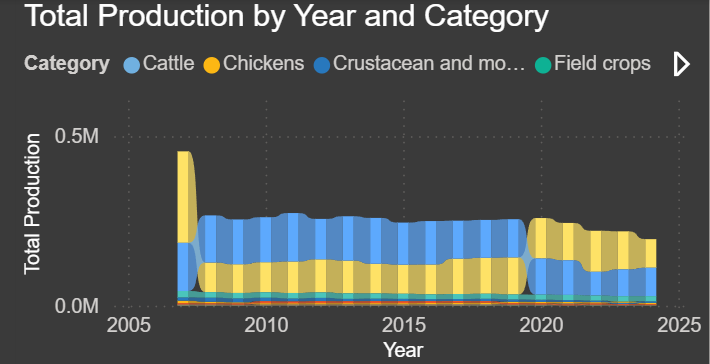 Total Production by Year and Category
Category Cattle Chickens Crustacean and mo... Field crops
0.5M
Total Production
0.0M
2005 2010 2015 2020 2025
Year